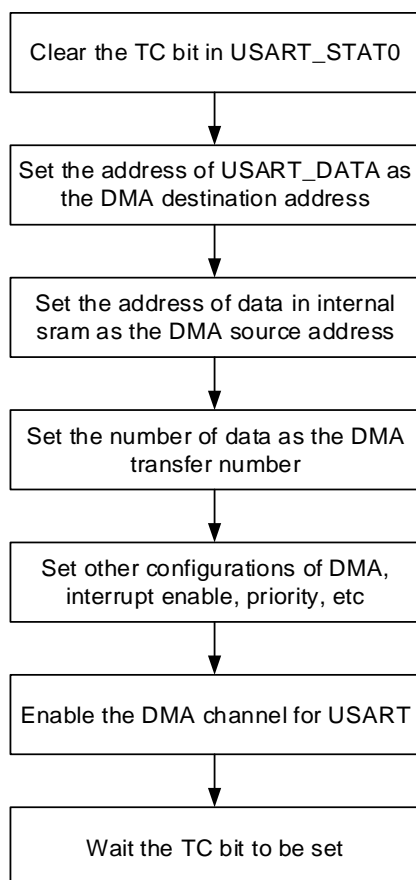 Clear the TC bit in USART_STAT0
Set the address of USART_DATA as
the DMA destination address
Set the address of data in internal
sram as the DMA source address
Set the number of data as the DMA
transfer number
Set other configurations of DMA,
interrupt enable, priority, etc
Enable the DMA channel for USART
Wait the TC bit to be set